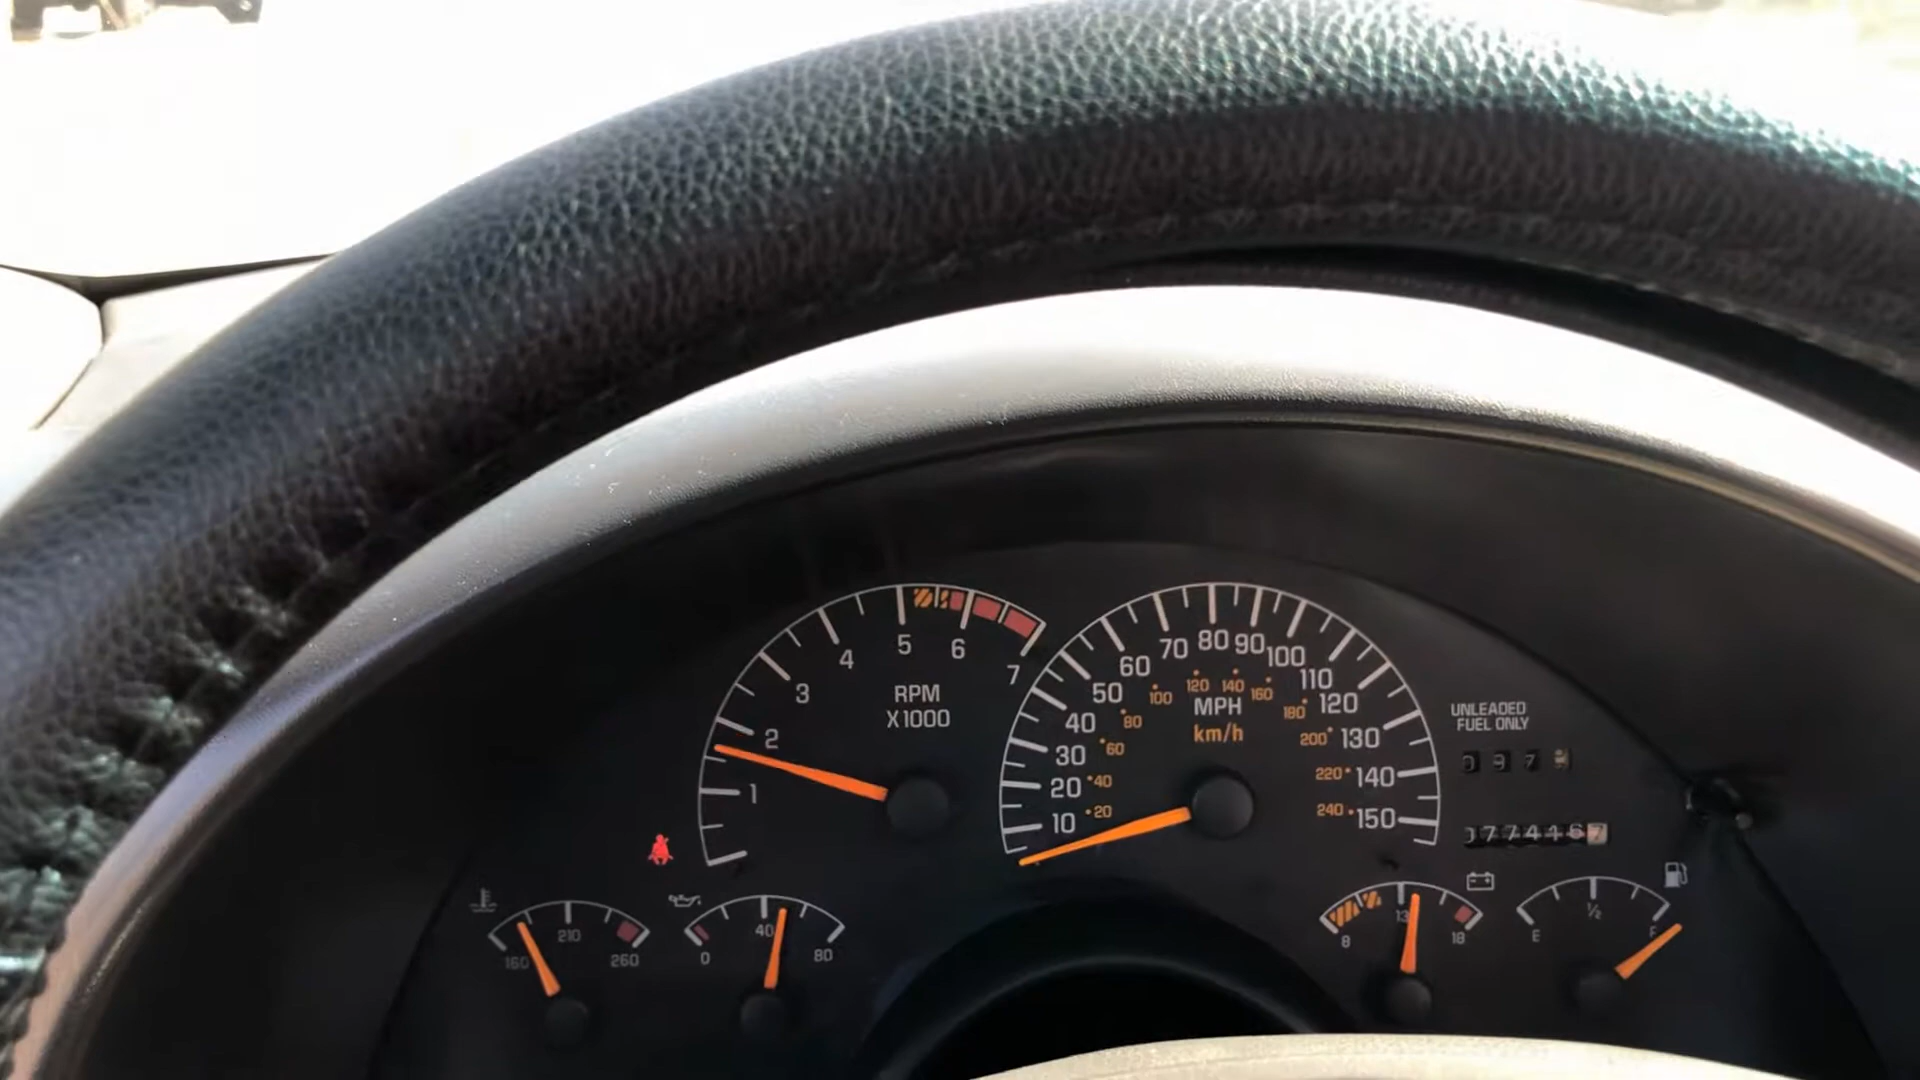 1 2 3 4 5 6 7
RPM
X1000
10 20 30 40 50 60 70 80 90 100 110 120 130 140 150
20 40 60 80 100 120 140 160 180 200 220 240
MPH
km/h
UNLEADED
FUEL ONLY
160 210 260
0 40 80
8 13 18
E ½ F